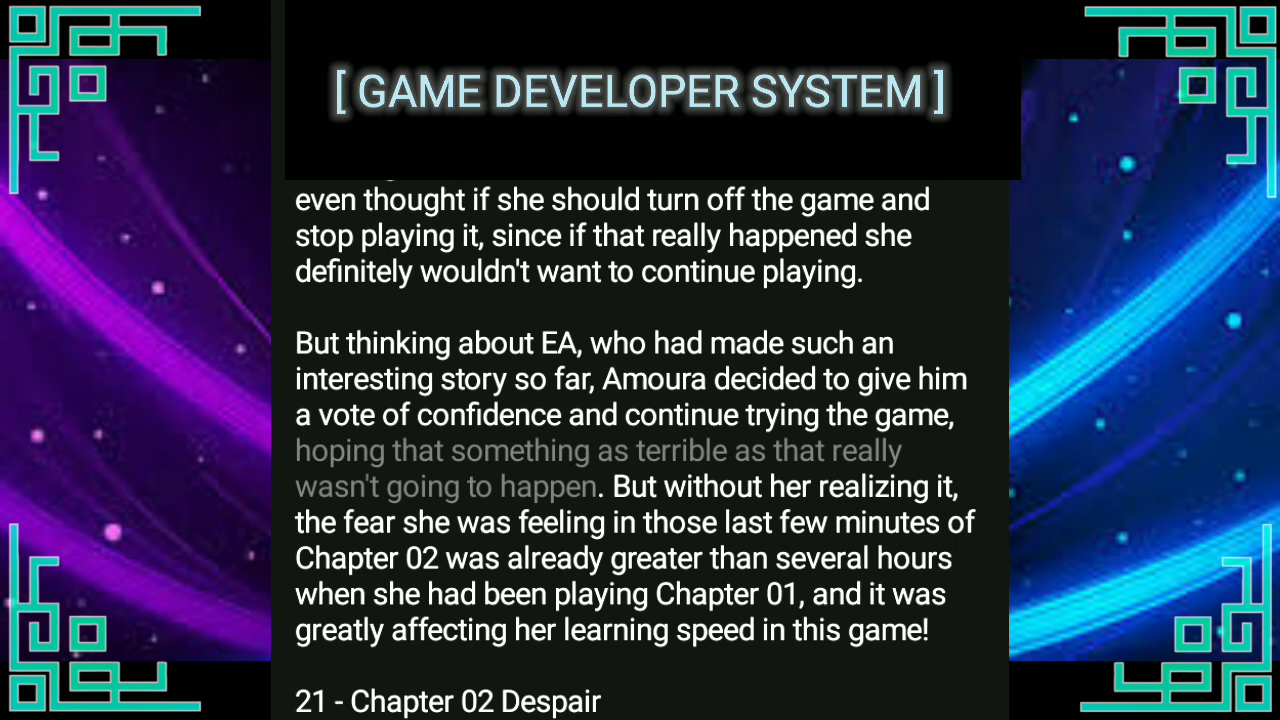 [ GAME DEVELOPER SYSTEM ]
even thought if she should turn off the game and
stop playing it, since if that really happened she
definitely wouldn't want to continue playing.
But thinking about EA, who had made such an
interesting story so far, Amoura decided to give him
a vote of confidence and continue trying the game,
hoping that something as terrible as that really
wasn't going to happen. But without her realizing it,
the fear she was feeling in those last few minutes of
Chapter 02 was already greater than several hours
when she had been playing Chapter 01, and it was
greatly affecting her learning speed in this game!
21 - Chapter 02 Despair